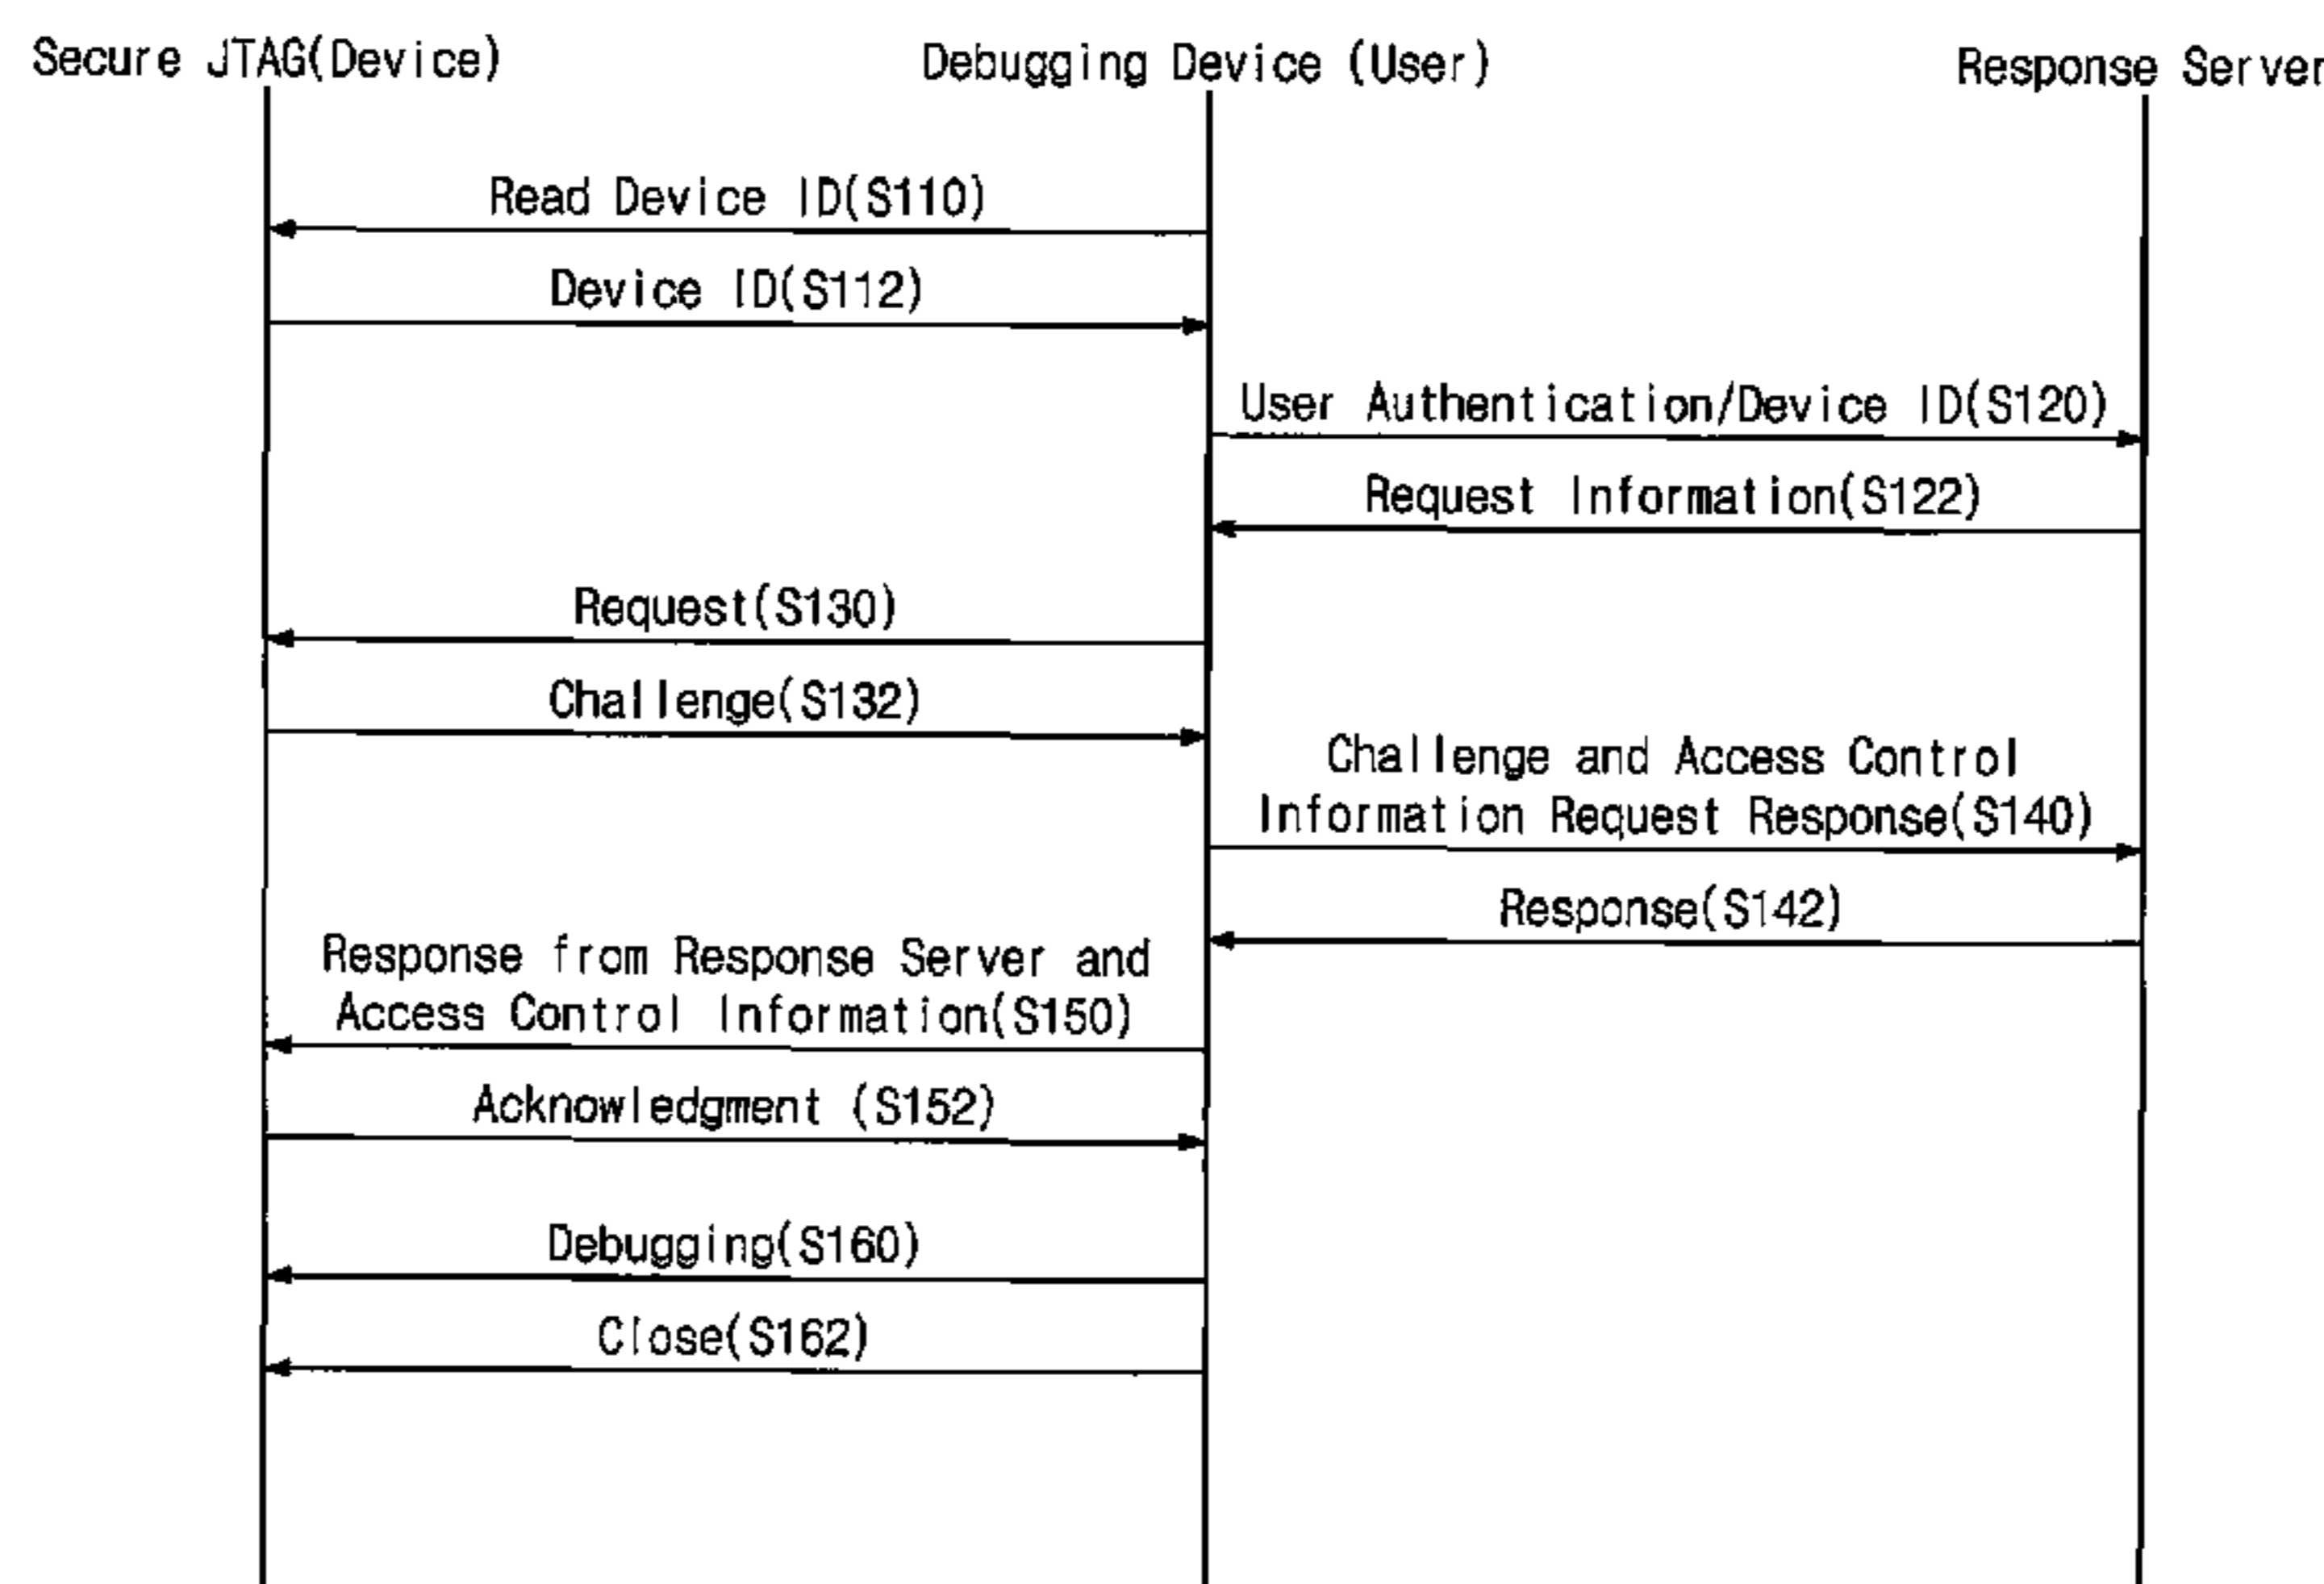 Secure JTAG(Device)
Debugging Device (User)
Response Server
Read Device ID(S110)
Device ID(S112)
User Authentication/Device ID(S120)
Request Information(S122)
Request(S130)
Challenge(S132)
Challenge and Access Control
Information Request Response(S140)
Response(S142)
Response from Response Server and
Access Control Information(S150)
Acknowledgment (S152)
Debugging(S160)
Close(S162)